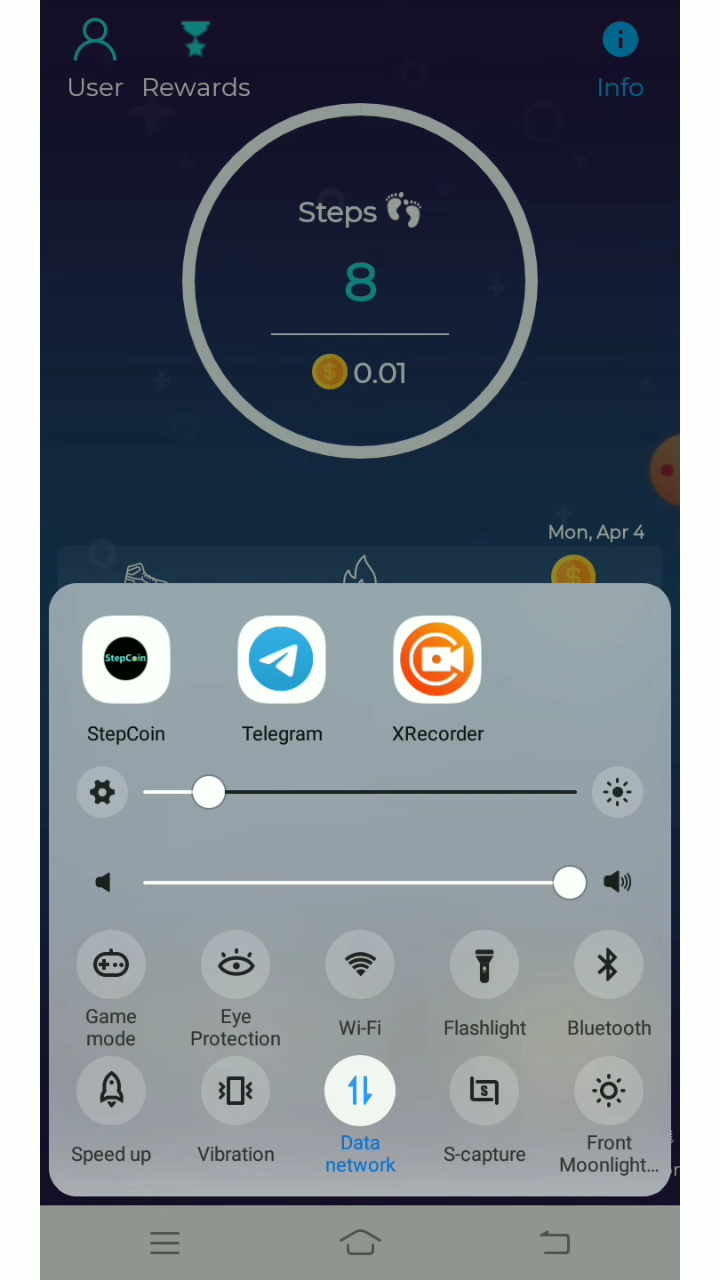 User Rewards Info
Steps
8
0.01
Mon, Apr 4
StepCoin
StepCoin Telegram XRecorder
Game mode
Eye Protection
Wi-Fi
Flashlight
Bluetooth
Speed up
Vibration
Data network
S-capture
Front Moonlight...